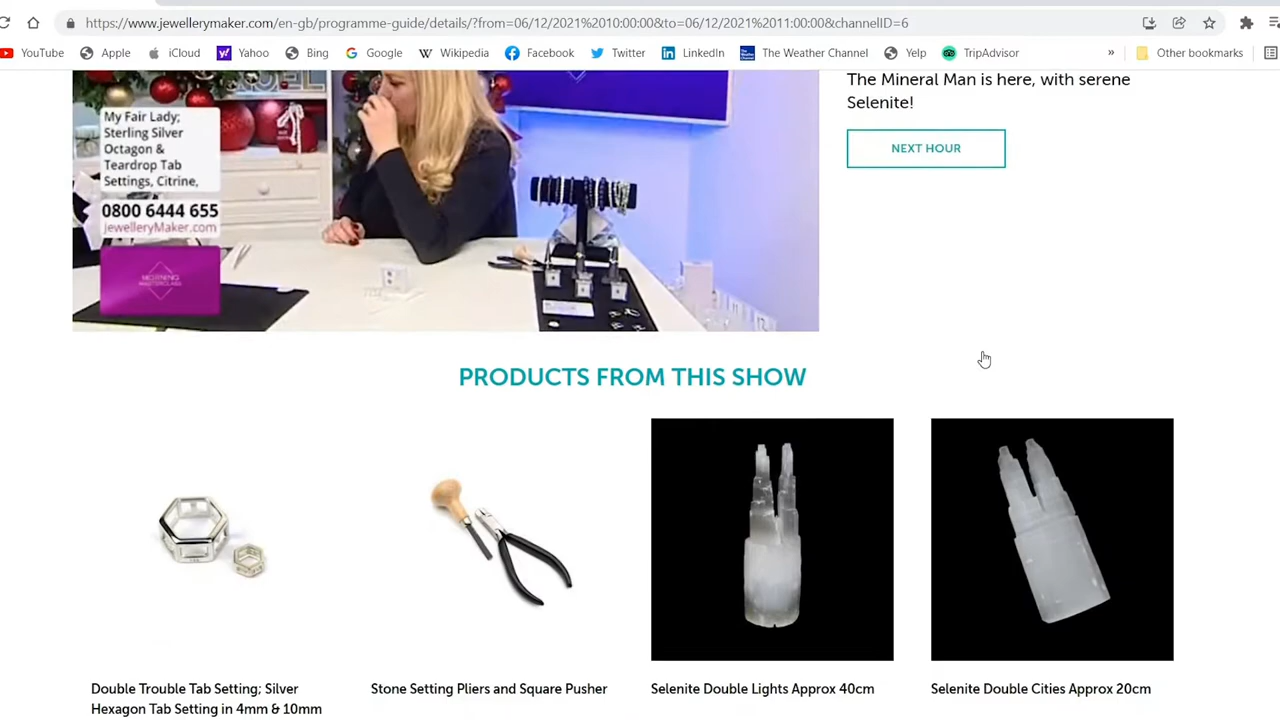 https://www.jewellerymaker.com/en-gb/programme-guide/details/?from=06/12/2021%2010:00:00&to=06/12/2021%2011:00:00&channelID=6
YouTube Apple iCloud Yahoo Bing Google Wikipedia Facebook Twitter LinkedIn The Weather Channel Yelp TripAdvisor » Other bookmarks
My Fair Lady;
Sterling Silver
Octagon &
Teardrop Tab
Settings, Citrine,
0800 6444 655
JewelleryMaker.com
MORNING
MASTERCLASS
The Mineral Man is here, with serene
Selenite!
NEXT HOUR
PRODUCTS FROM THIS SHOW
Double Trouble Tab Setting; Silver
Hexagon Tab Setting in 4mm & 10mm
Stone Setting Pliers and Square Pusher
Selenite Double Lights Approx 40cm
Selenite Double Cities Approx 20cm